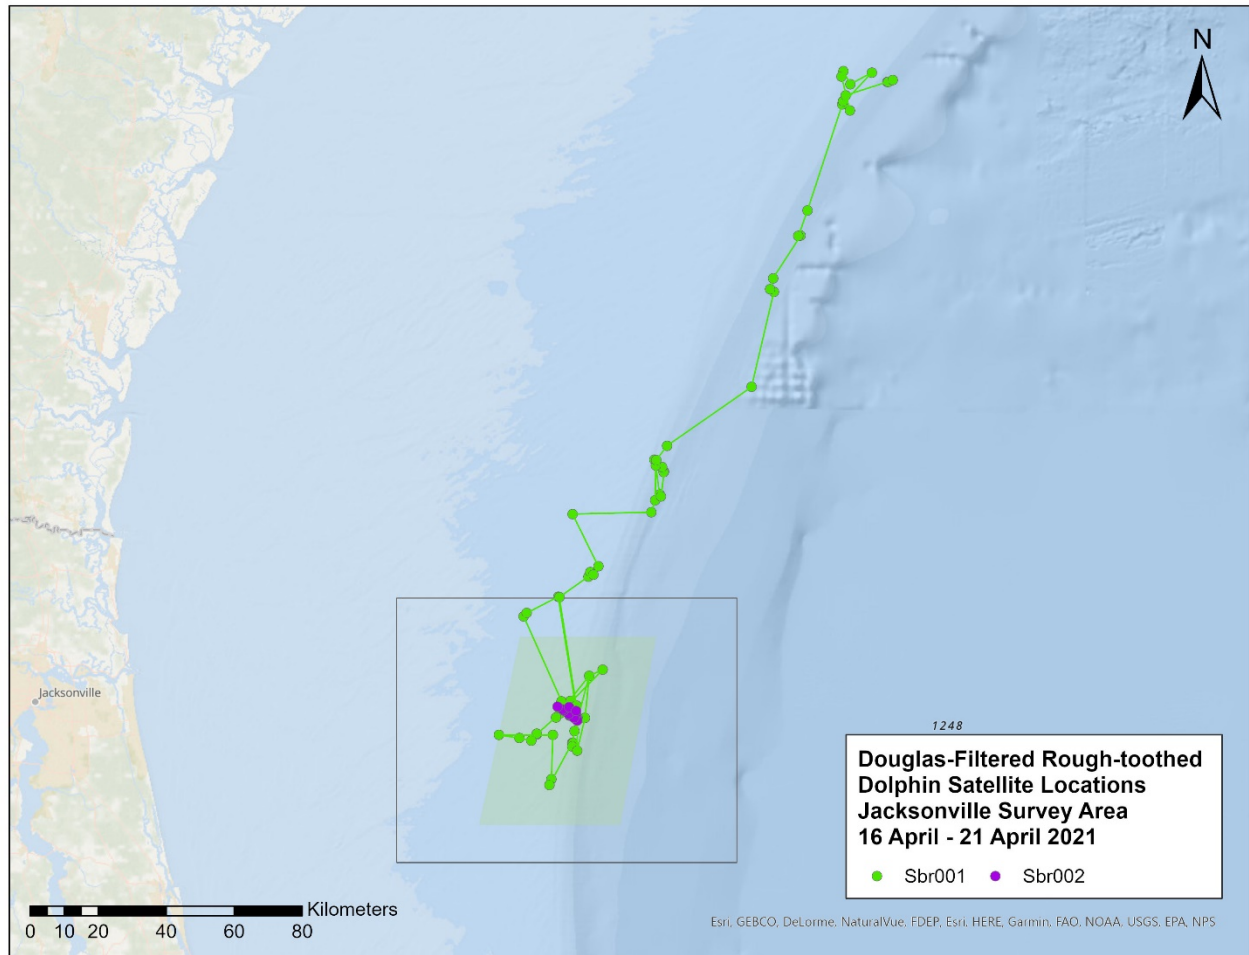 N
Jacksonville
1248
Douglas-Filtered Rough-toothed
Dolphin Satellite Locations
Jacksonville Survey Area
16 April - 21 April 2021
Sbr001 Sbr002
Kilometers
0 10 20 40 60 80
Esri, GEBCO, DeLorme, NaturalVue, FDEP, Esri, HERE, Garmin, FAO, NOAA, USGS, EPA, NPS